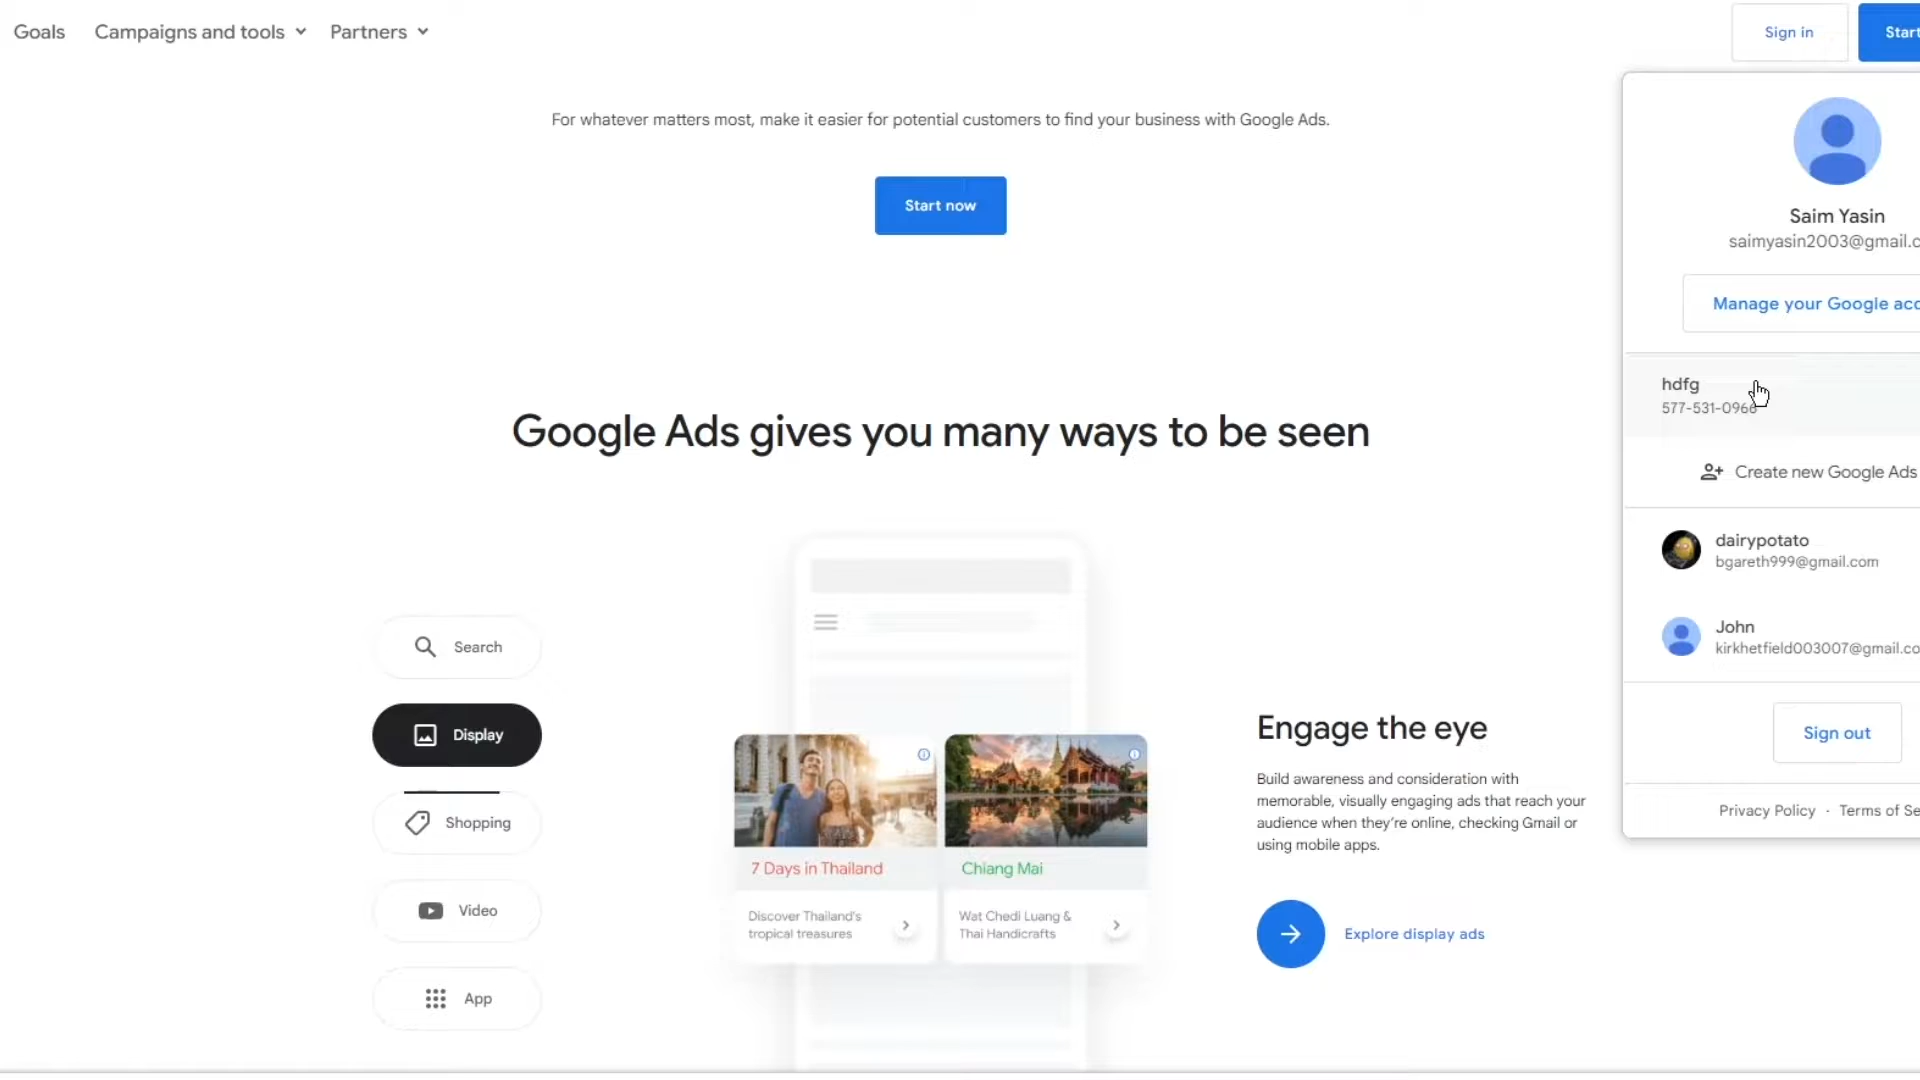 Goals
Campaigns and tools
Partners
Sign in
Start
For whatever matters most, make it easier for potential customers to find your business with Google Ads.
Start now
Saim Yasin
saimyasin2003@gmail.c
Manage your Google acc
hdfg
577-531-0966
Create new Google Ads
dairypotato
bgareth999@gmail.com
John
kirkhetfield003007@gmail.co
Sign out
Privacy Policy · Terms of Se
Google Ads gives you many ways to be seen
Search
Display
Shopping
Video
App
7 Days in Thailand
Discover Thailand's
tropical treasures
Chiang Mai
Wat Chedi Luang &
Thai Handicrafts
Engage the eye
Build awareness and consideration with
memorable, visually engaging ads that reach your
audience when they're online, checking Gmail or
using mobile apps.
Explore display ads